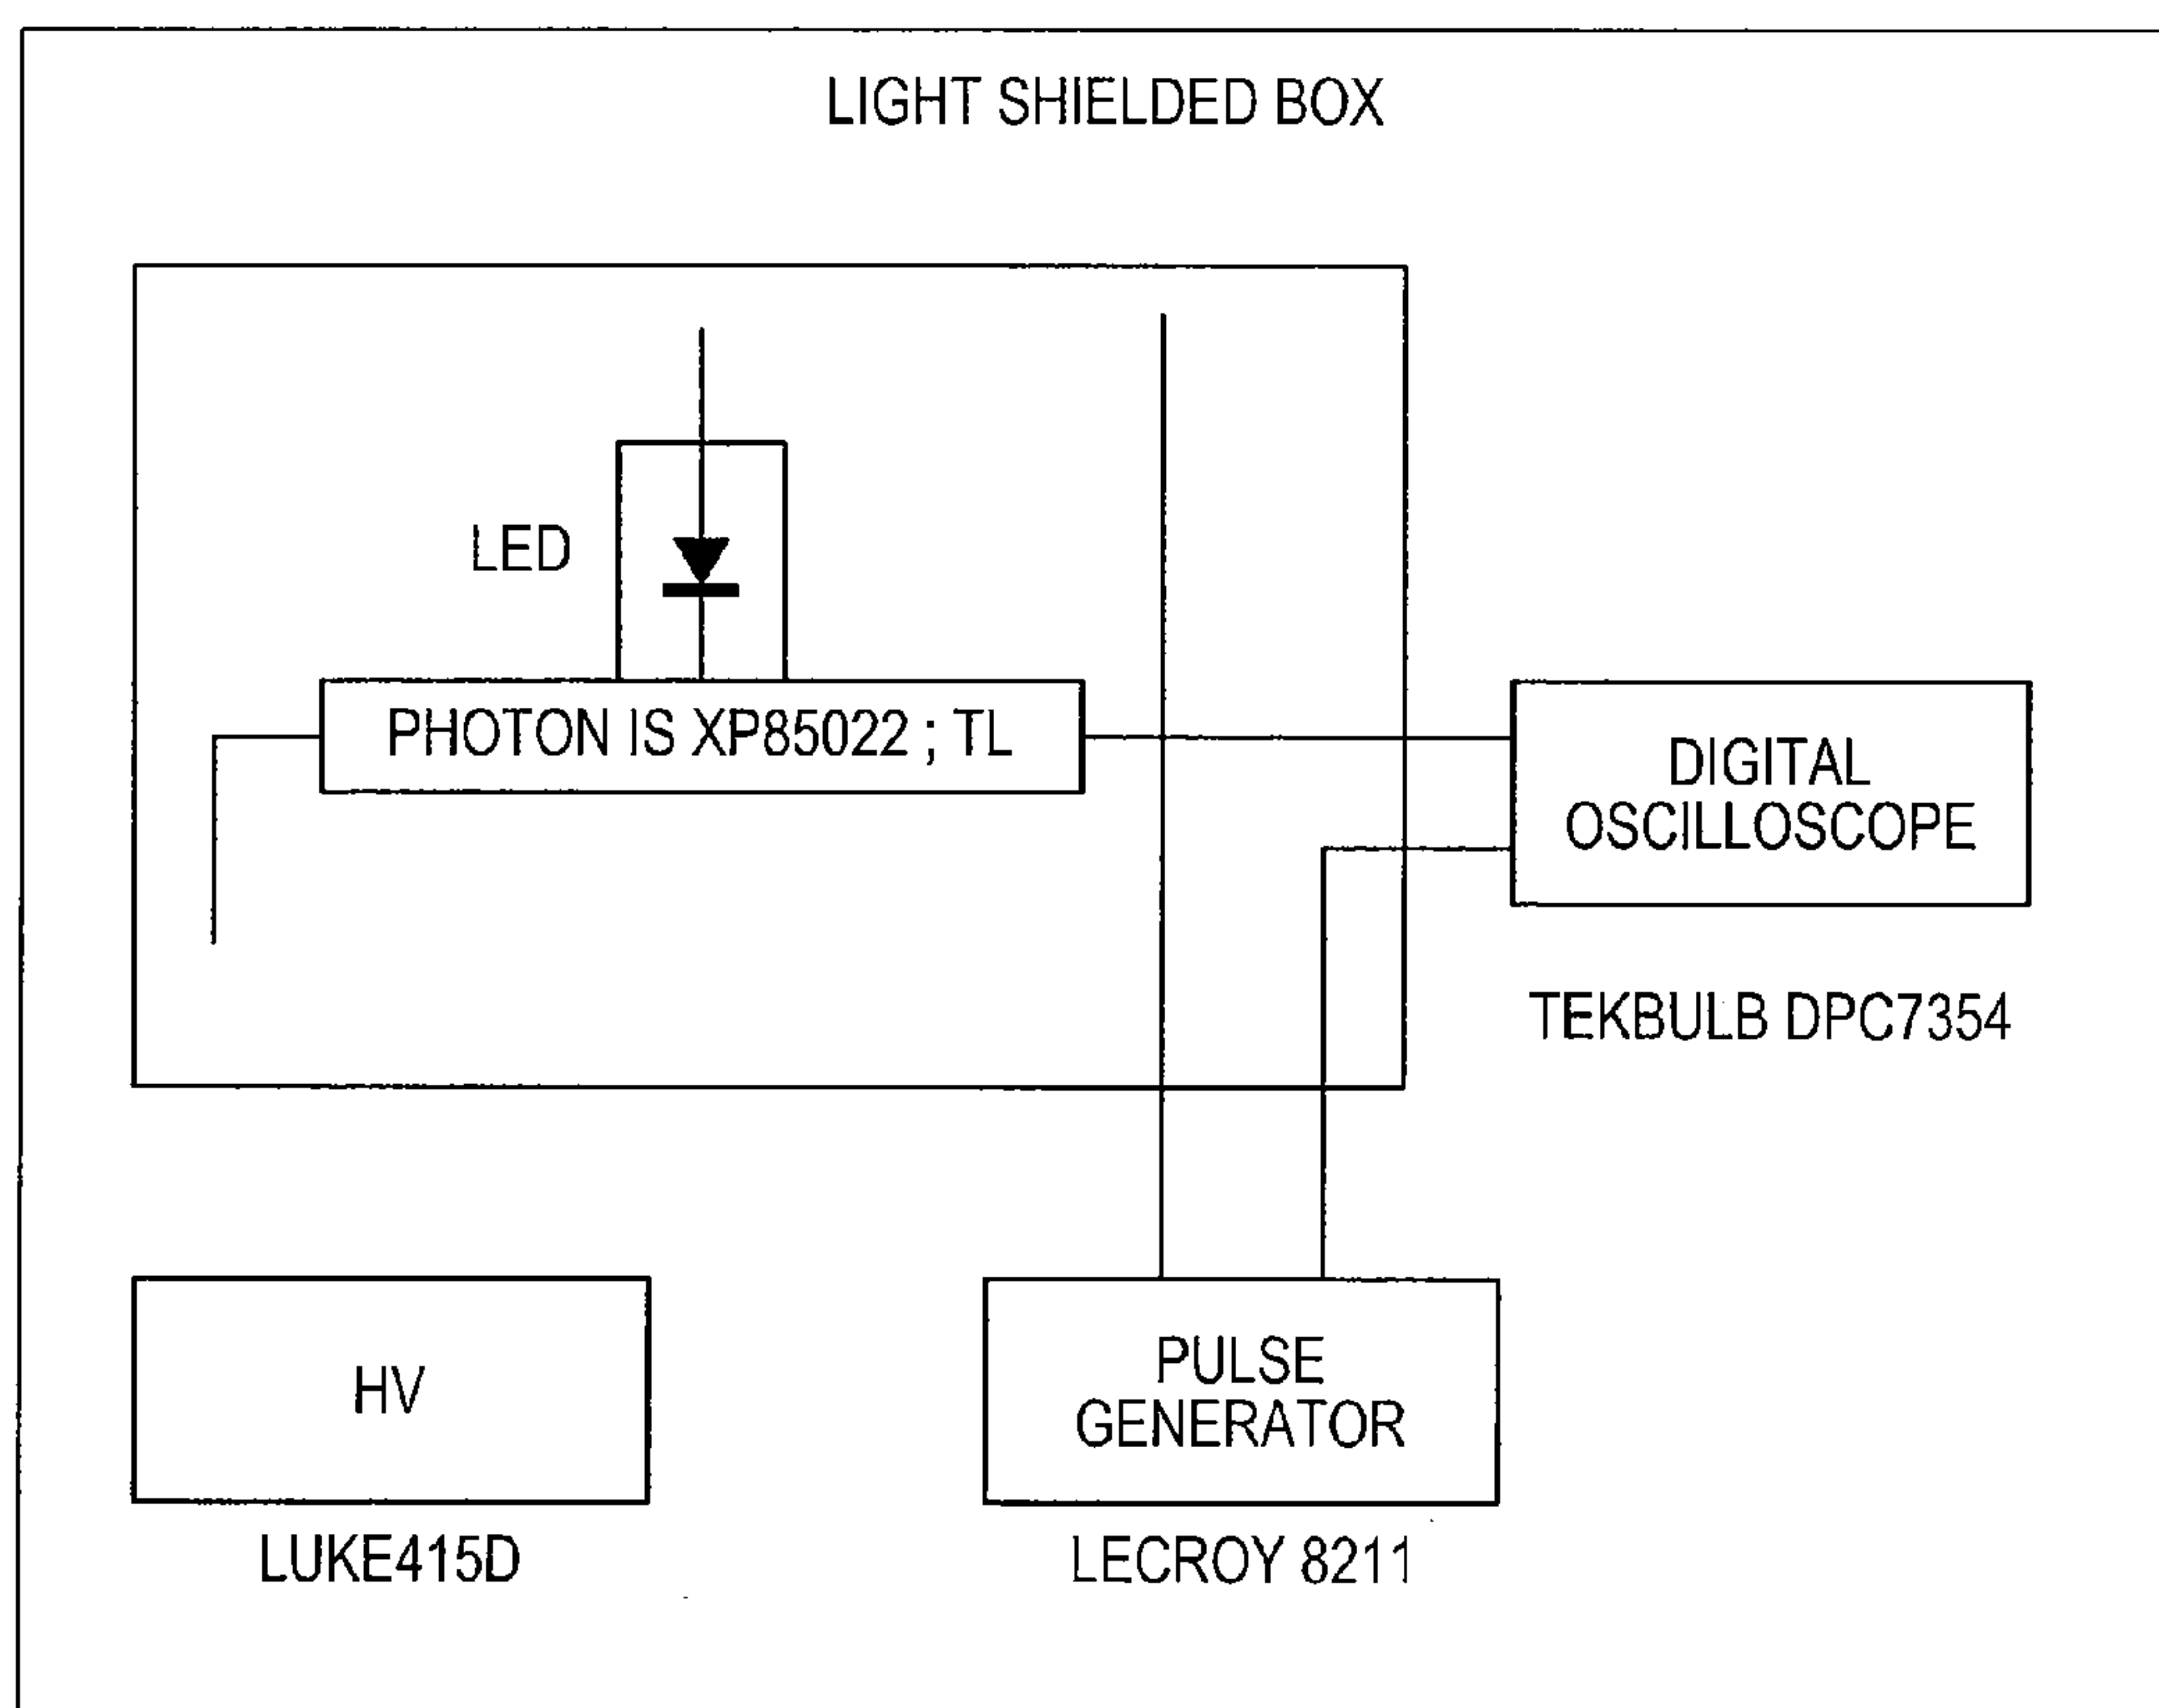 LIGHT SHIELDED BOX
LED
PHOTON IS XP85022 ; TL
DIGITAL
OSCILLOSCOPE
TEKBULB DPC7354
HV
LUKE415D
PULSE
GENERATOR
LECROY 8211